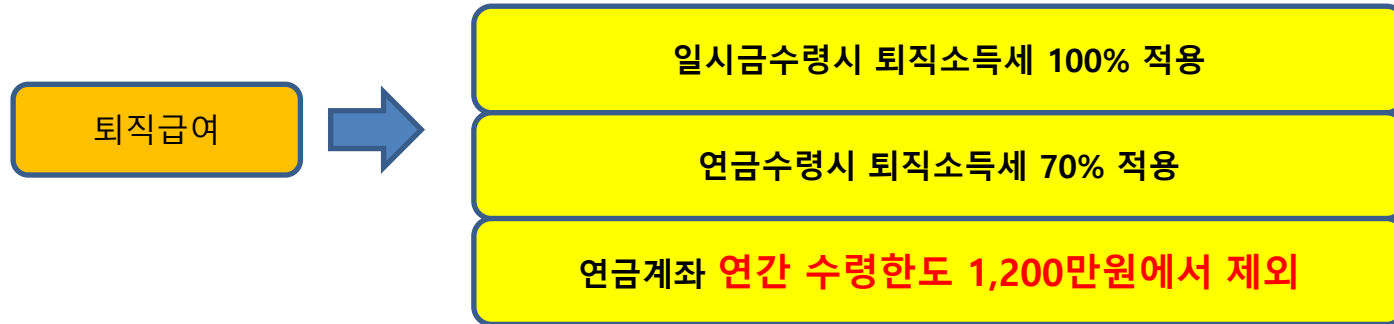 퇴직급여
일시금수령시 퇴직소득세 100% 적용
연금수령시 퇴직소득세 70% 적용
연금계좌 연간 수령한도 1,200만원에서 제외